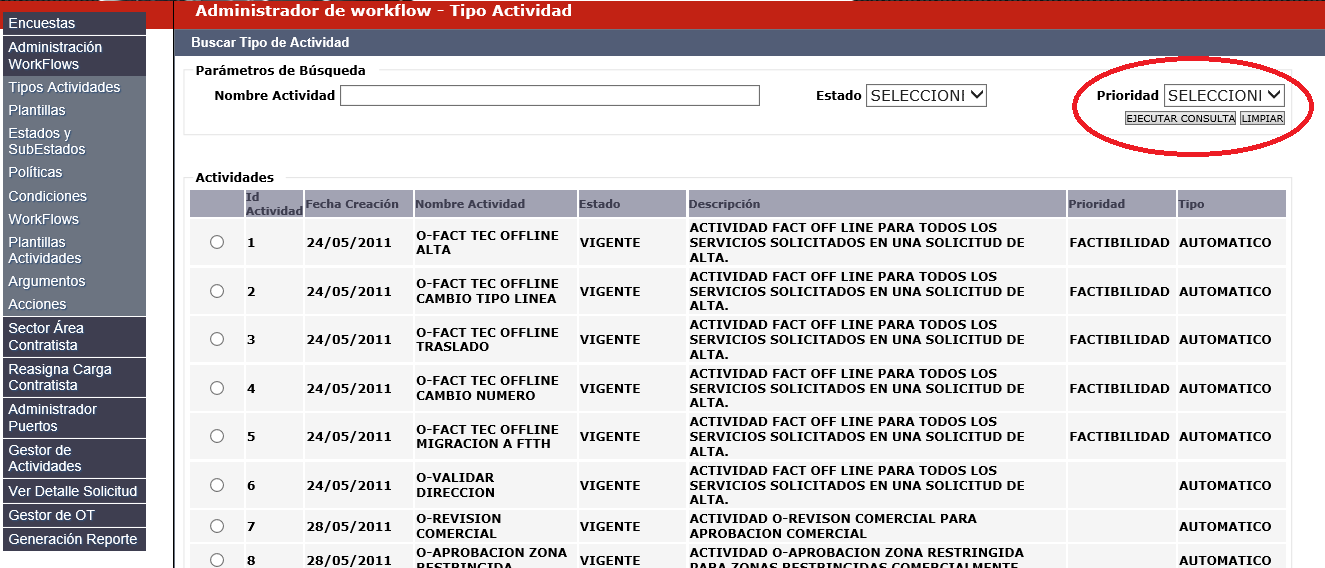 Administrador de workflow - Tipo Actividad
Encuestas
Administración
WorkFlows
Tipos Actividades
Plantillas
Estados y
SubEstados
Políticas
Condiciones
WorkFlows
Plantillas
Actividades
Argumentos
Acciones
Sector Área
Contratista
Reasigna Carga
Contratista
Administrador
Puertos
Gestor de
Actividades
Ver Detalle Solicitud
Gestor de OT
Generación Reporte
Buscar Tipo de Actividad
Parámetros de Búsqueda
Nombre Actividad Estado SELECCIONI Prioridad SELECCIONI
EJECUTAR CONSULTA LIMPIAR
Actividades
Id
Actividad Fecha Creación Nombre Actividad Estado Descripción Prioridad Tipo
ACTIVIDAD FACT OFF LINE PARA TODOS LOS
1 24/05/2011 O-FACT TEC OFFLINE VIGENTE SERVICIOS SOLICITADOS EN UNA SOLICITUD DE FACTIBILIDAD AUTOMATICO
ALTA ALTA.
ACTIVIDAD FACT OFF LINE PARA TODOS LOS
2 24/05/2011 O-FACT TEC OFFLINE VIGENTE SERVICIOS SOLICITADOS EN UNA SOLICITUD DE FACTIBILIDAD AUTOMATICO
CAMBIO TIPO LINEA ALTA.
ACTIVIDAD FACT OFF LINE PARA TODOS LOS
3 24/05/2011 O-FACT TEC OFFLINE VIGENTE SERVICIOS SOLICITADOS EN UNA SOLICITUD DE FACTIBILIDAD AUTOMATICO
TRASLADO ALTA.
ACTIVIDAD FACT OFF LINE PARA TODOS LOS
4 24/05/2011 O-FACT TEC OFFLINE VIGENTE SERVICIOS SOLICITADOS EN UNA SOLICITUD DE FACTIBILIDAD AUTOMATICO
CAMBIO NUMERO ALTA.
ACTIVIDAD FACT OFF LINE PARA TODOS LOS
5 24/05/2011 O-FACT TEC OFFLINE VIGENTE SERVICIOS SOLICITADOS EN UNA SOLICITUD DE FACTIBILIDAD AUTOMATICO
MIGRACION A FTTH ALTA.
ACTIVIDAD FACT OFF LINE PARA TODOS LOS
6 24/05/2011 O-VALIDAR VIGENTE SERVICIOS SOLICITADOS EN UNA SOLICITUD DE AUTOMATICO
DIRECCION ALTA.
7 28/05/2011 O-REVISION VIGENTE ACTIVIDAD O-REVISON COMERCIAL PARA AUTOMATICO
COMERCIAL APROBACION COMERCIAL
8 28/05/2011 O-APROBACION ZONA VIGENTE ACTIVIDAD O-APROBACION ZONA RESTRINGIDA AUTOMATICO
RESTRINGIDA PARA ZONAS RESTRINGIDAS COMERCIALMENTE